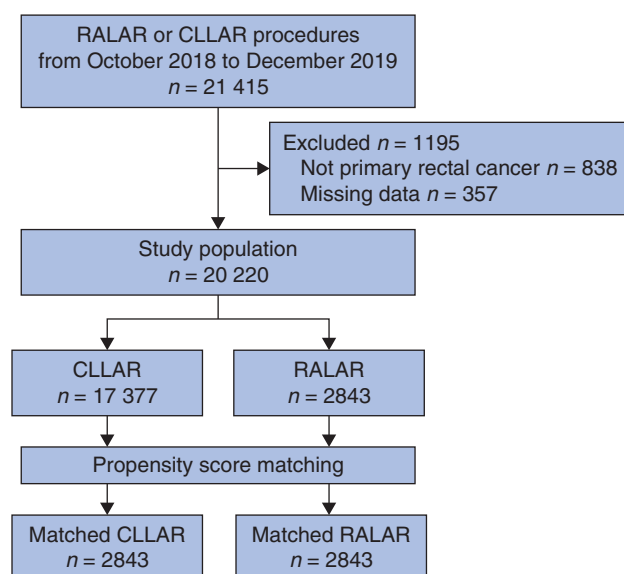 RALAR or CLLAR procedures
from October 2018 to December 2019
n = 21 415
Excluded n = 1195
Not primary rectal cancer n = 838
Missing data n = 357
Study population
n = 20 220
CLLAR
n = 17 377
RALAR
n = 2843
Propensity score matching
Matched CLLAR
n = 2843
Matched RALAR
n = 2843